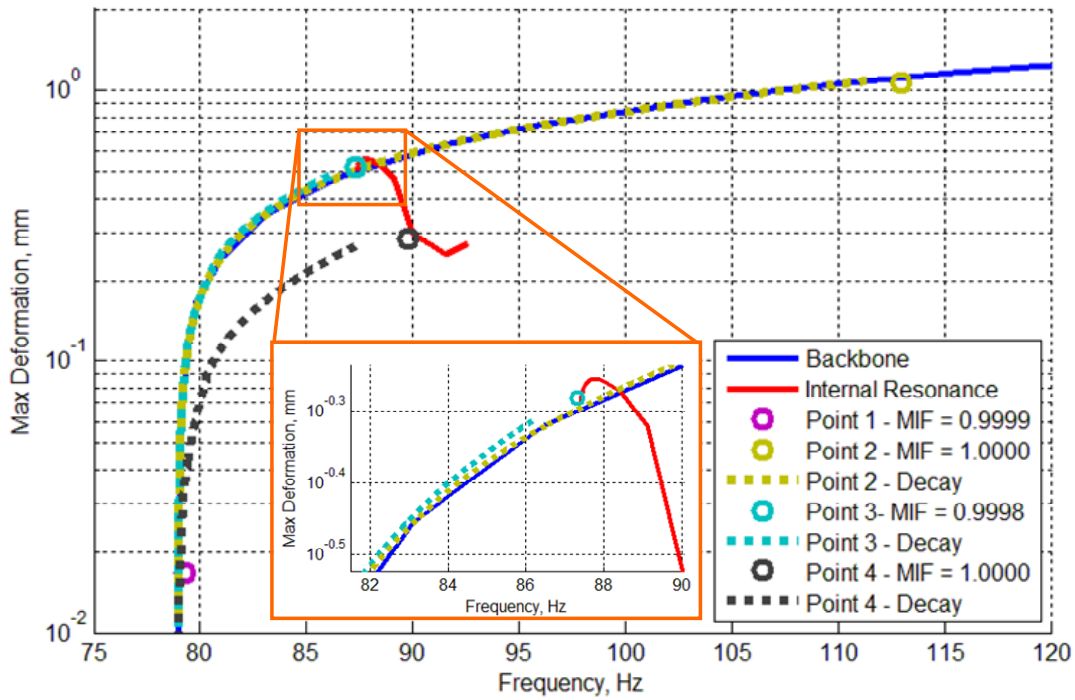 Max Deformation, mm
10^0
10^-1
10^-2
75 80 85 90 95 100 105 110 115 120
Frequency, Hz
Max Deformation, mm
10^-0.3
10^-0.4
10^-0.5
82 84 86 88 90
Frequency, Hz
Backbone
Internal Resonance
Point 1 - MIF = 0.9999
Point 2 - MIF = 1.0000
Point 2 - Decay
Point 3- MIF = 0.9998
Point 3 - Decay
Point 4 - MIF = 1.0000
Point 4 - Decay